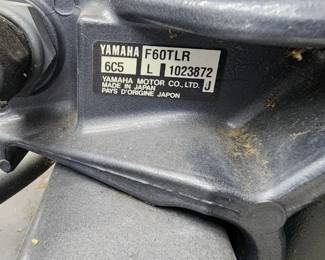 YAMAHA F60TLR
6C5 L 1023872
YAMAHA MOTOR CO.,LTD. J
MADE IN JAPAN
PAYS D'ORIGINE JAPON